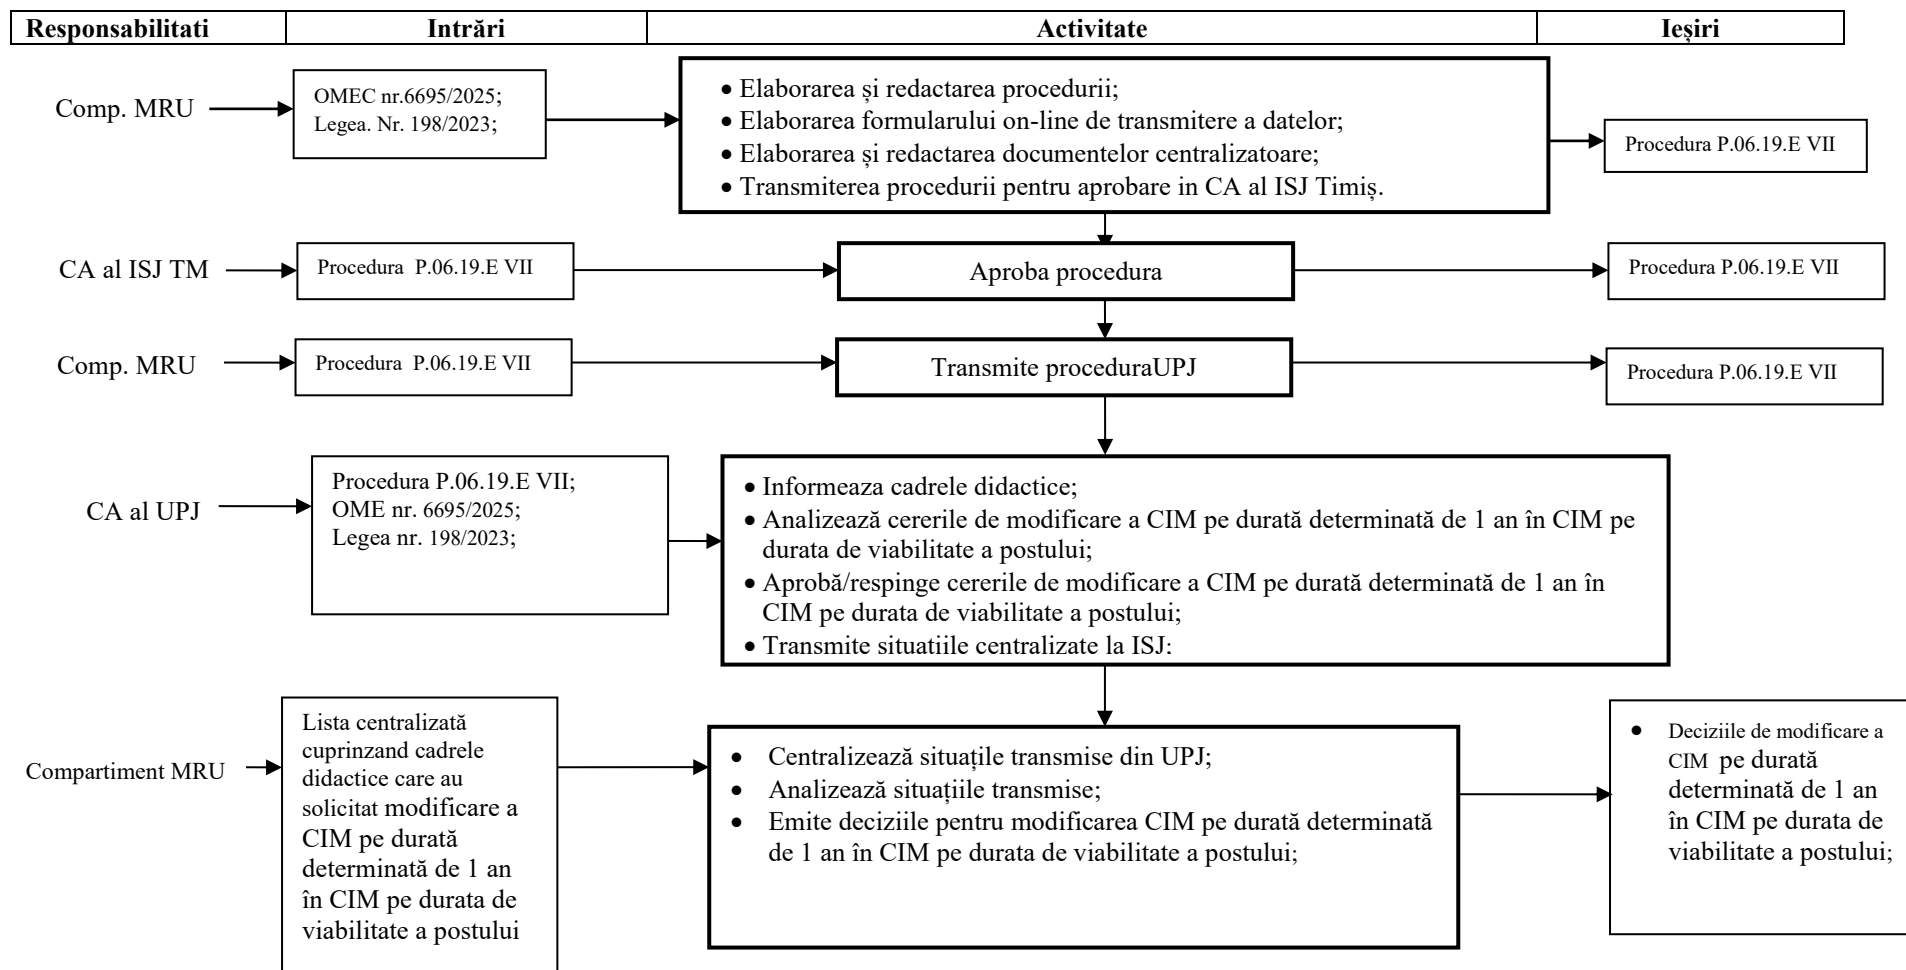 Responsabilitati Intrări Activitate Ieșiri
Comp. MRU
OMEC nr.6695/2025;
Legea. Nr. 198/2023;
• Elaborarea și redactarea procedurii;
• Elaborarea formularului on-line de transmitere a datelor;
• Elaborarea și redactarea documentelor centralizatoare;
• Transmiterea procedurii pentru aprobare in CA al ISJ Timiș.
Procedura P.06.19.E VII
CA al ISJ TM
Procedura P.06.19.E VII
Aproba procedura
Procedura P.06.19.E VII
Comp. MRU
Procedura P.06.19.E VII
Transmite proceduraUPJ
Procedura P.06.19.E VII
CA al UPJ
Procedura P.06.19.E VII;
OME nr. 6695/2025;
Legea nr. 198/2023;
• Informeaza cadrele didactice;
• Analizează cererile de modificare a CIM pe durată determinată de 1 an în CIM pe
durata de viabilitate a postului;
• Aprobă/respinge cererile de modificare a CIM pe durată determinată de 1 an în
CIM pe durata de viabilitate a postului;
• Transmite situatiile centralizate la ISJ;
Compartiment MRU
Lista centralizată
cuprinzand cadrele
didactice care au
solicitat modificare a
CIM pe durată
determinată de 1 an
în CIM pe durata de
viabilitate a postului
• Centralizează situațile transmise din UPJ;
• Analizează situațiile transmise;
• Emite deciziile pentru modificarea CIM pe durată determinată
de 1 an în CIM pe durata de viabilitate a postului;
• Deciziile de modificare a
CIM pe durată
determinată de 1 an
în CIM pe durata de
viabilitate a postului;